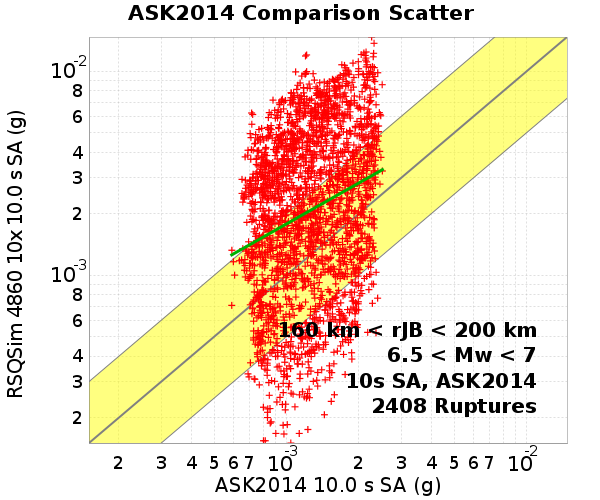 ASK2014 Comparison Scatter
RSQSim 4860 10x 10.0 s SA (g)
10-2
8
6
4
3
2
10-3
8
6
4
3
2
160 km < rJB < 200 km
6.5 < Mw < 7
10s SA, ASK2014
2408 Ruptures
2 3 4 5 6 7 10-3 2 3 4 5 6 7 10-2
ASK2014 10.0 s SA (g)